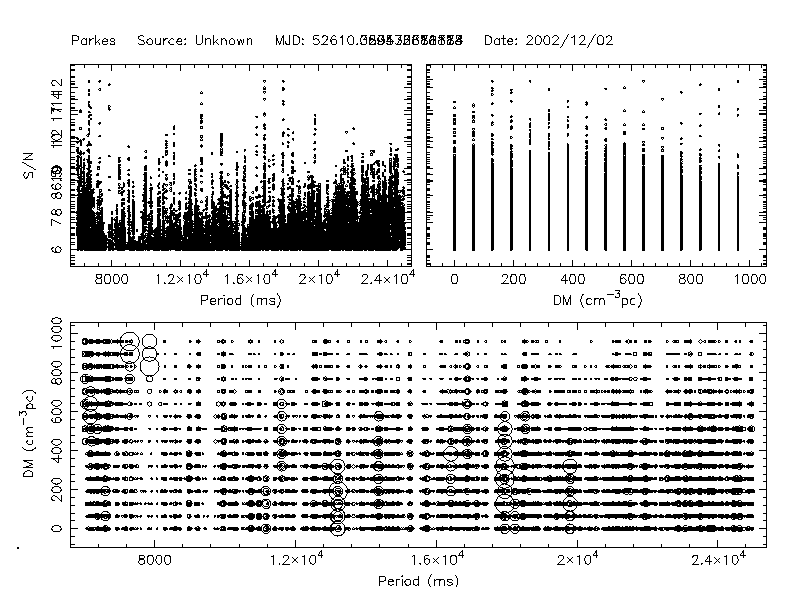 Parkes Source: Unknown MJD: Date: 2002/12/02
S/N
6
8000 1.2×10⁴ 1.6×10⁴ 2×10⁴ 2.4×10⁴
Period (ms)
0 200 400 600 800 1000
DM (cm⁻³pc)
DM (cm⁻³pc)
0 200 400 600 800 1000
8000 1.2×10⁴ 1.6×10⁴ 2×10⁴ 2.4×10⁴
Period (ms)